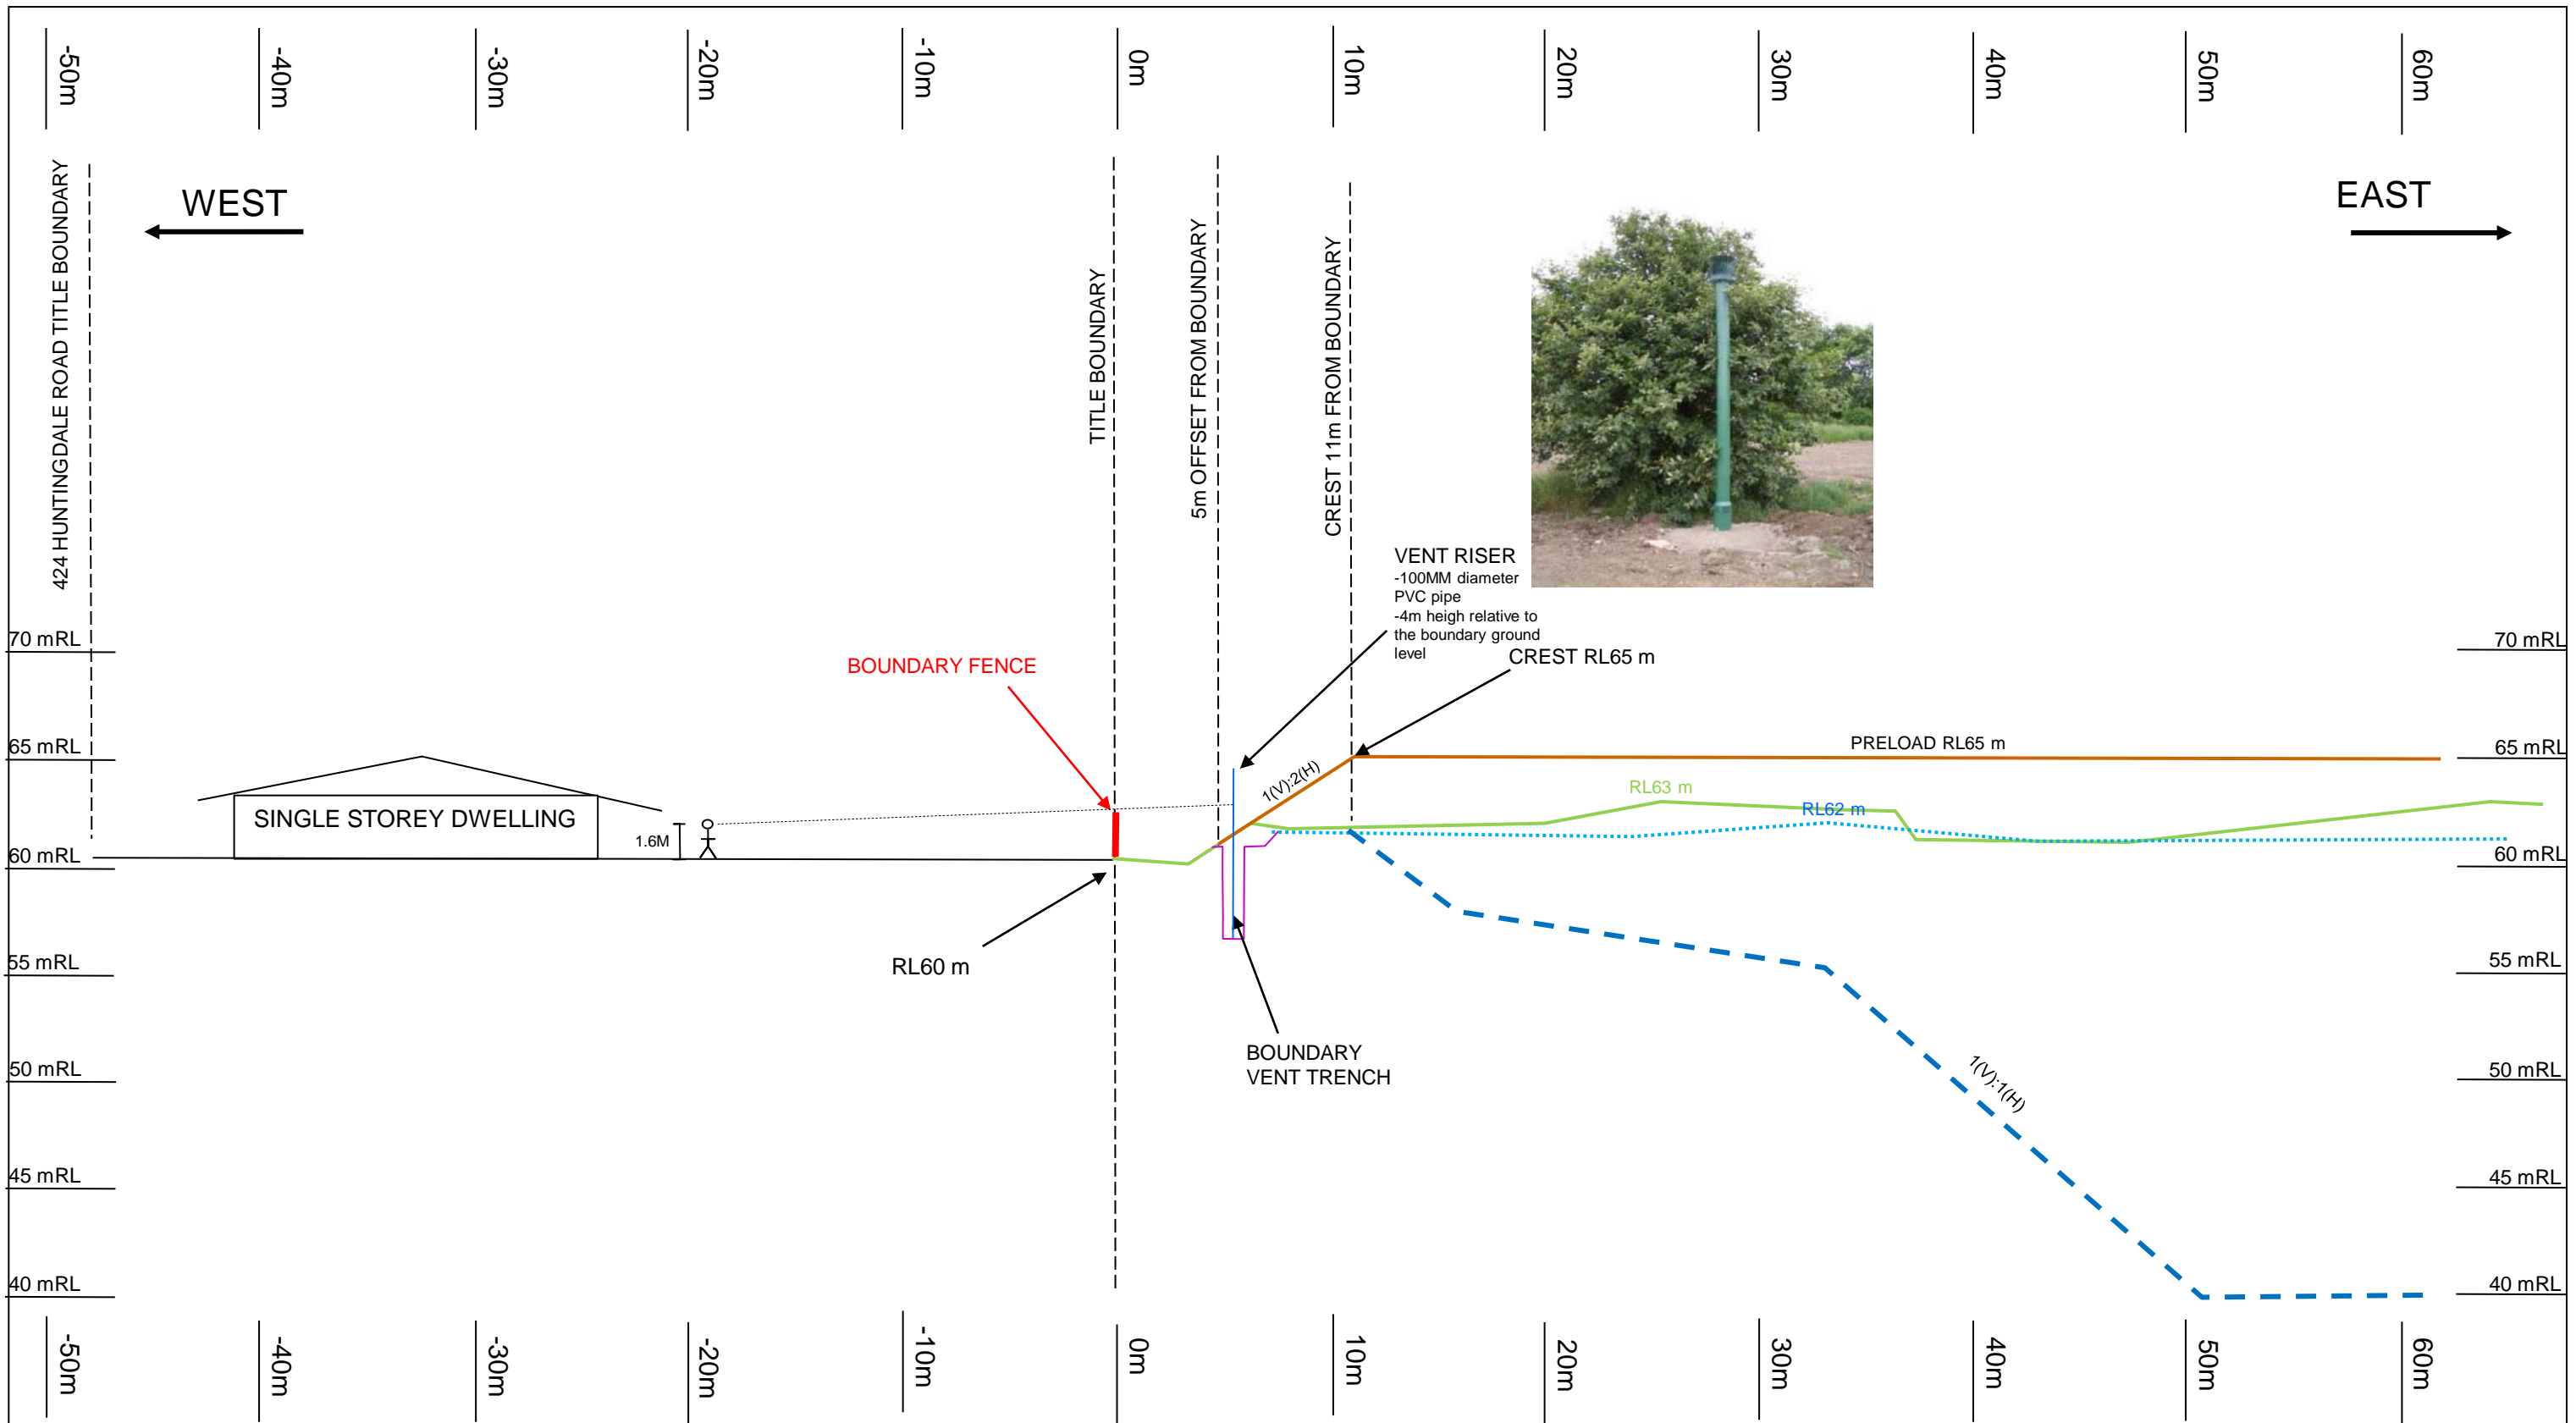 -50m
-40m
-30m
-20m
-10m
0m
10m
20m
30m
40m
50m
60m
424 HUNTINGDALE ROAD TITLE BOUNDARY
WEST
TITLE BOUNDARY
5m OFFSET FROM BOUNDARY
CREST 11m FROM BOUNDARY
EAST
VENT RISER
-100MM diameter
PVC pipe
-4m heigh relative to
the boundary ground
level
CREST RL65 m
BOUNDARY FENCE
70 mRL
70 mRL
65 mRL
PRELOAD RL65 m
65 mRL
1(V):2(H)
RL63 m
RL62 m
SINGLE STOREY DWELLING
1.6M
60 mRL
60 mRL
RL60 m
55 mRL
55 mRL
BOUNDARY
VENT TRENCH
50 mRL
50 mRL
1(V):1(H)
45 mRL
45 mRL
40 mRL
40 mRL
-50m
-40m
-30m
-20m
-10m
0m
10m
20m
30m
40m
50m
60m